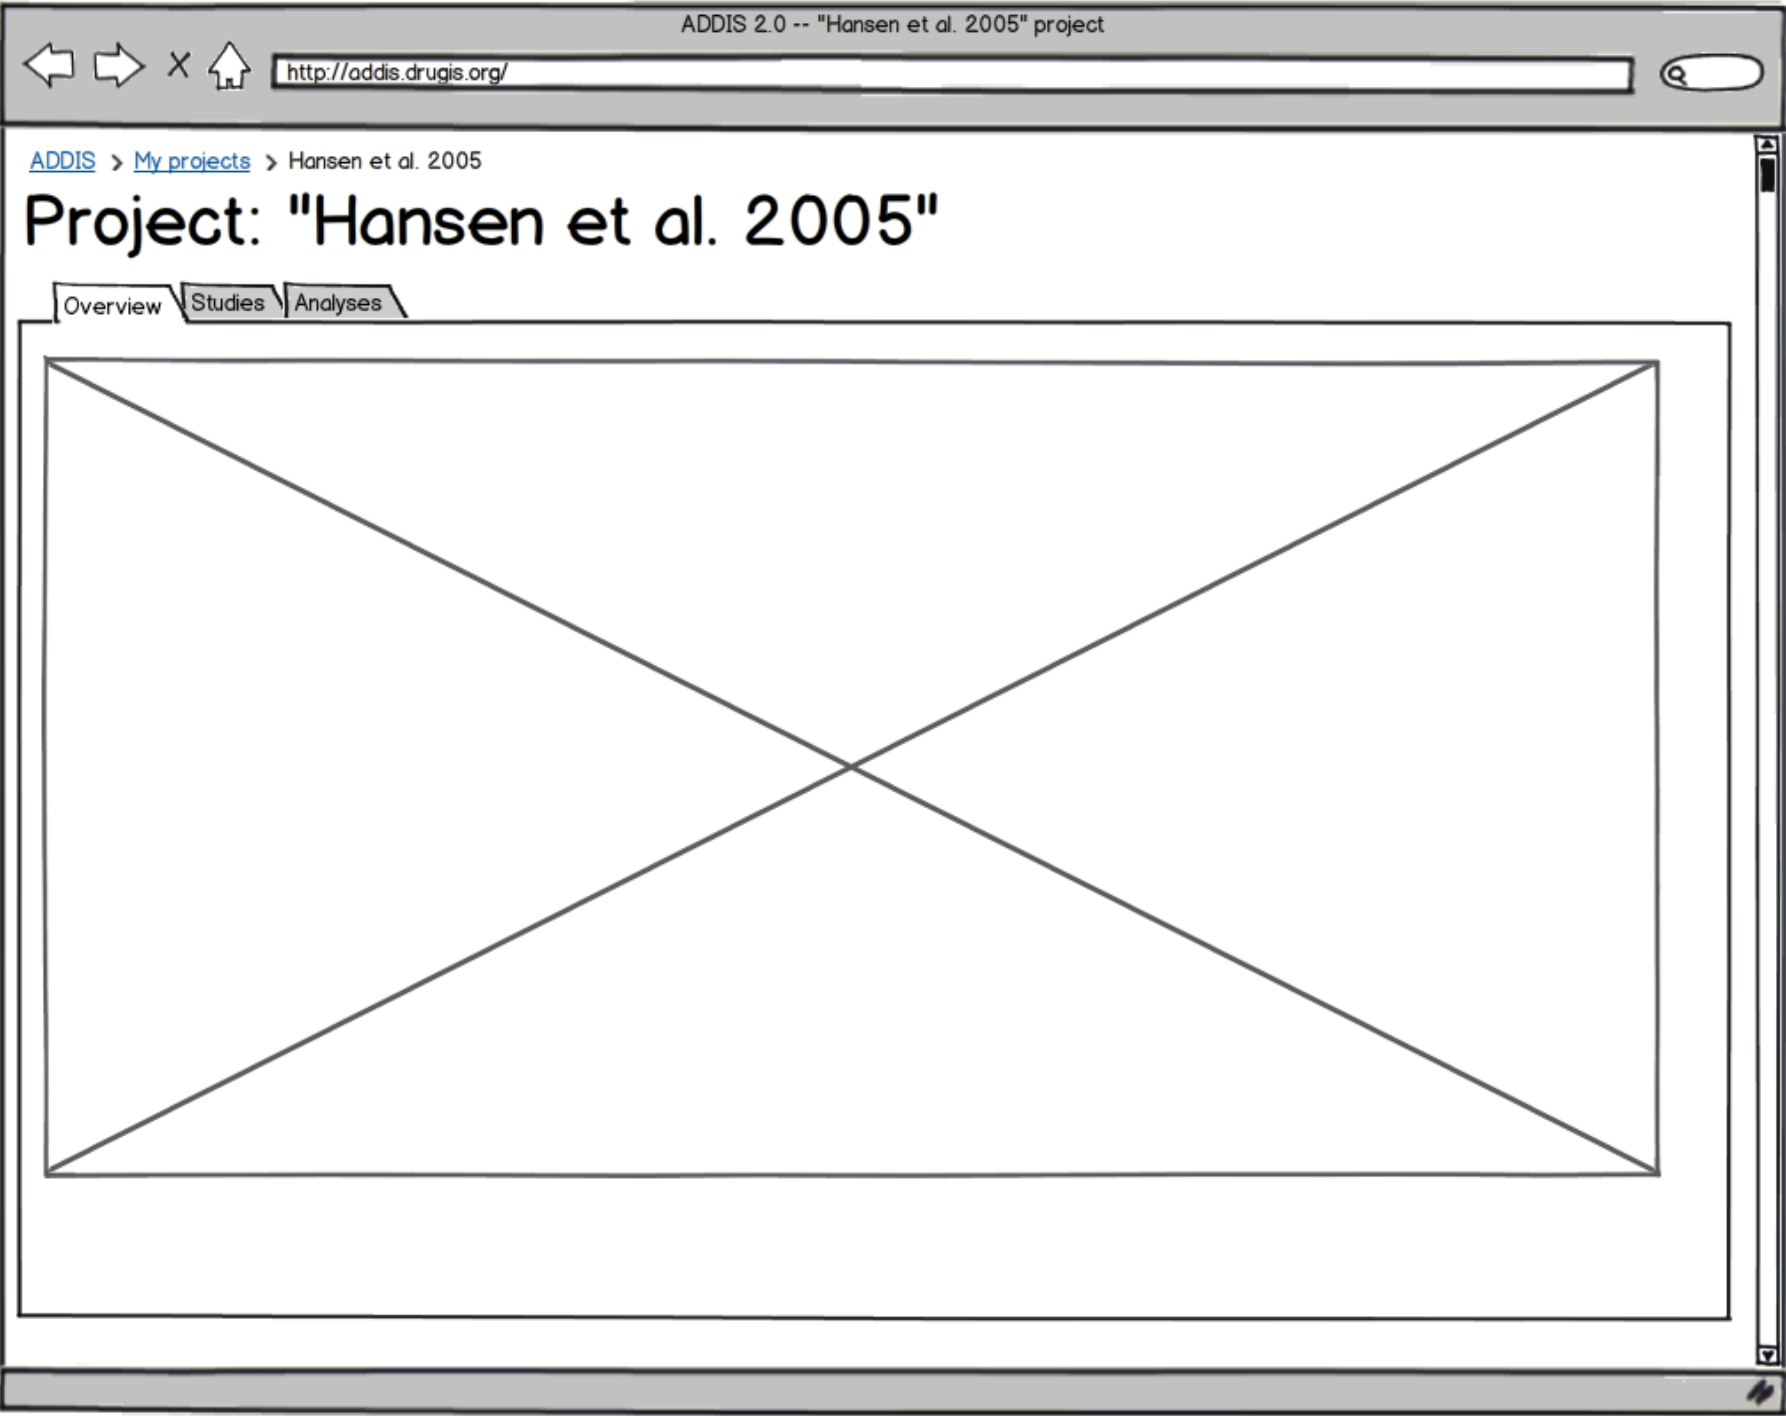 ADDIS 2.0 -- "Hansen et al. 2005" project
http://addis.drugis.org/
ADDIS > My projects > Hansen et al. 2005
Project: "Hansen et al. 2005"
Overview Studies Analyses